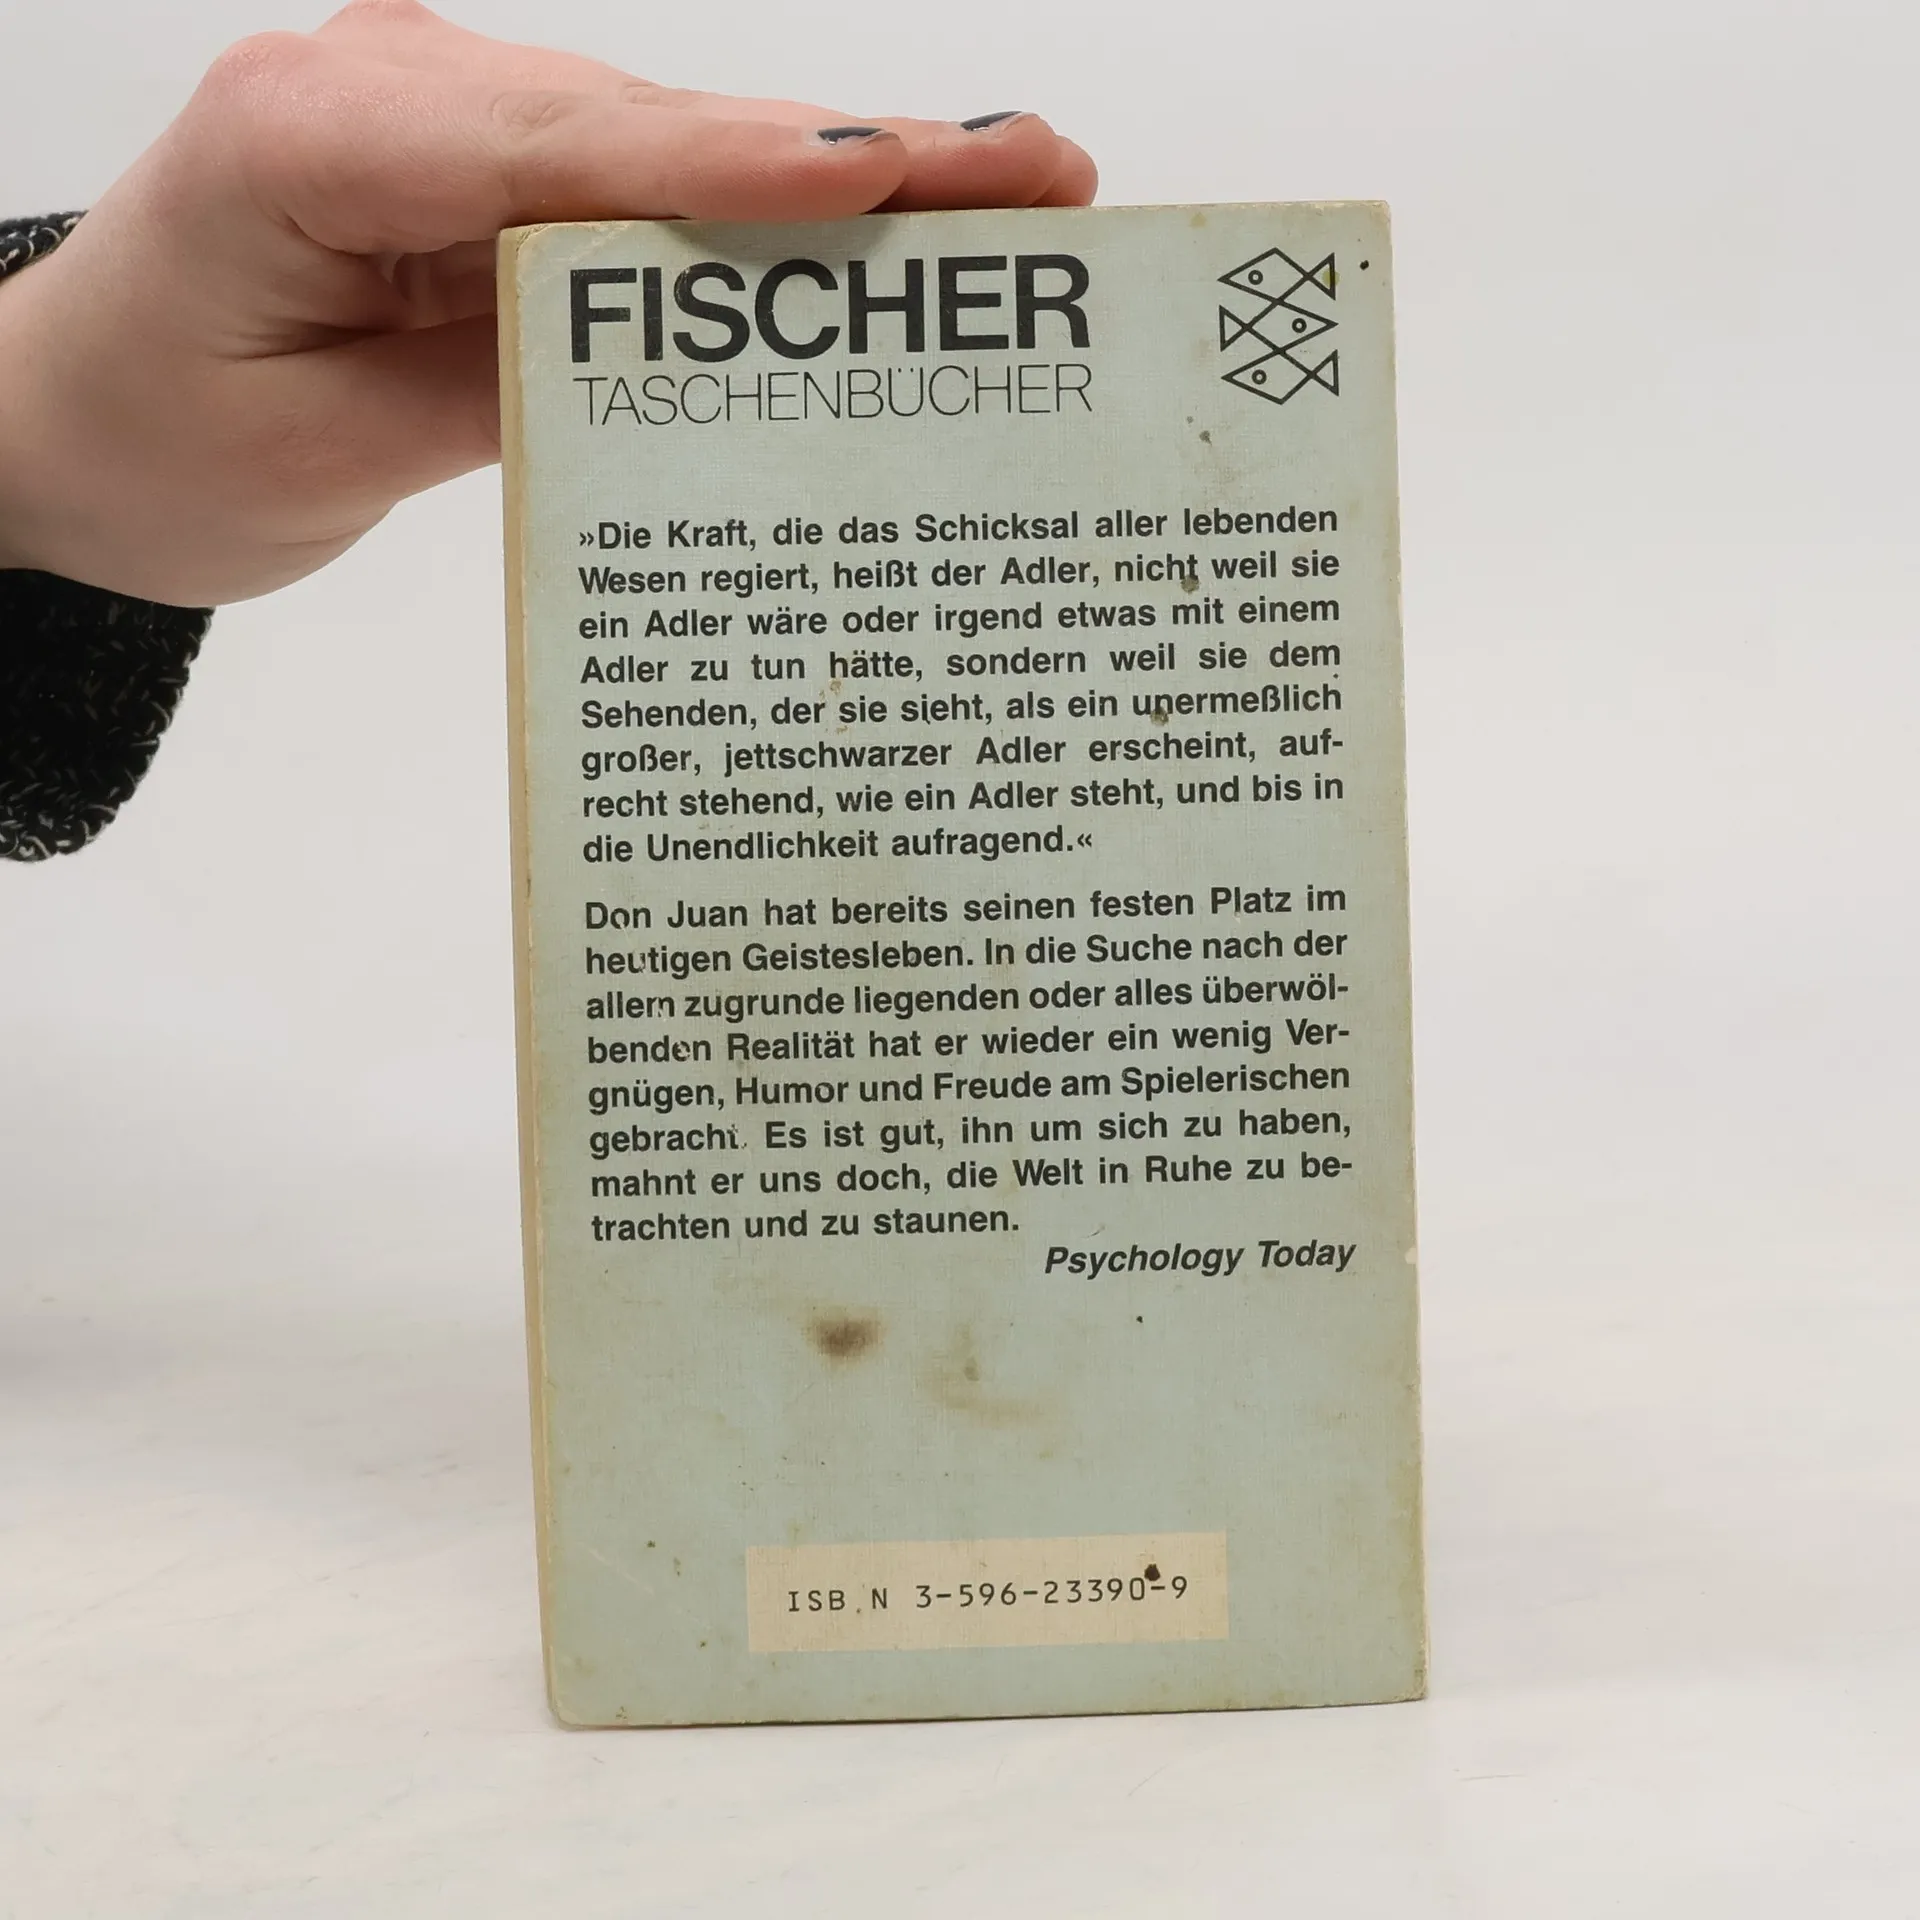 FISCHER
TASCHENBÜCHER
»Die Kraft, die das Schicksal aller lebenden
Wesen regiert, heißt der Adler, nicht weil sie
ein Adler wäre oder irgend etwas mit einem
Adler zu tun hätte, sondern weil sie dem
Sehenden, der sie sieht, als ein unermeßlich
großer, jettschwarzer Adler erscheint, auf-
recht stehend, wie ein Adler steht, und bis in
die Unendlichkeit aufragend.«
Don Juan hat bereits seinen festen Platz im
heutigen Geistesleben. In die Suche nach der
allem zugrunde liegenden oder alles überwöl-
benden Realität hat er wieder ein wenig Ver-
gnügen, Humor und Freude am Spielerischen
gebracht. Es ist gut, ihn um sich zu haben,
mahnt er uns doch, die Welt in Ruhe zu be-
trachten und zu staunen.
Psychology Today
ISBN 3-596-23390-9